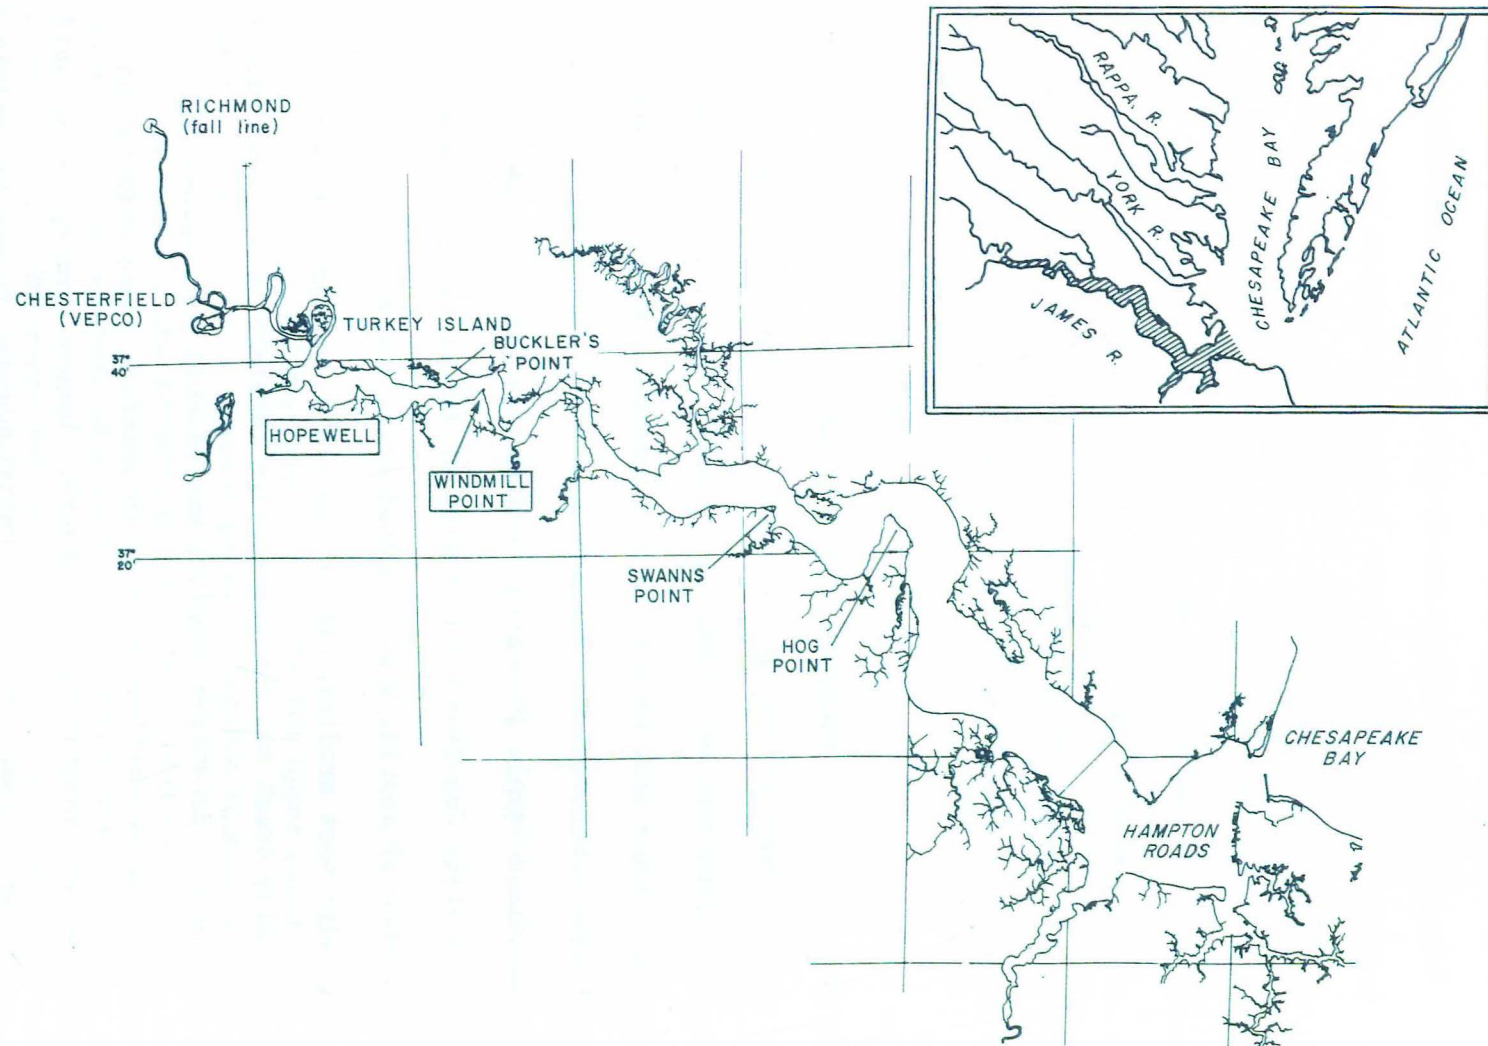 RICHMOND
(fall line)
CHESTERFIELD
(VEPCO)
TURKEY ISLAND
BUCKLER'S
POINT
37°
40'
HOPEWELL
WINDMILL
POINT
37°
20'
SWANNS
POINT
HOG
POINT
CHESAPEAKE
BAY
HAMPTON
ROADS
RAPPA. R.
YORK R.
JAMES R.
CHESAPEAKE BAY
ATLANTIC OCEAN